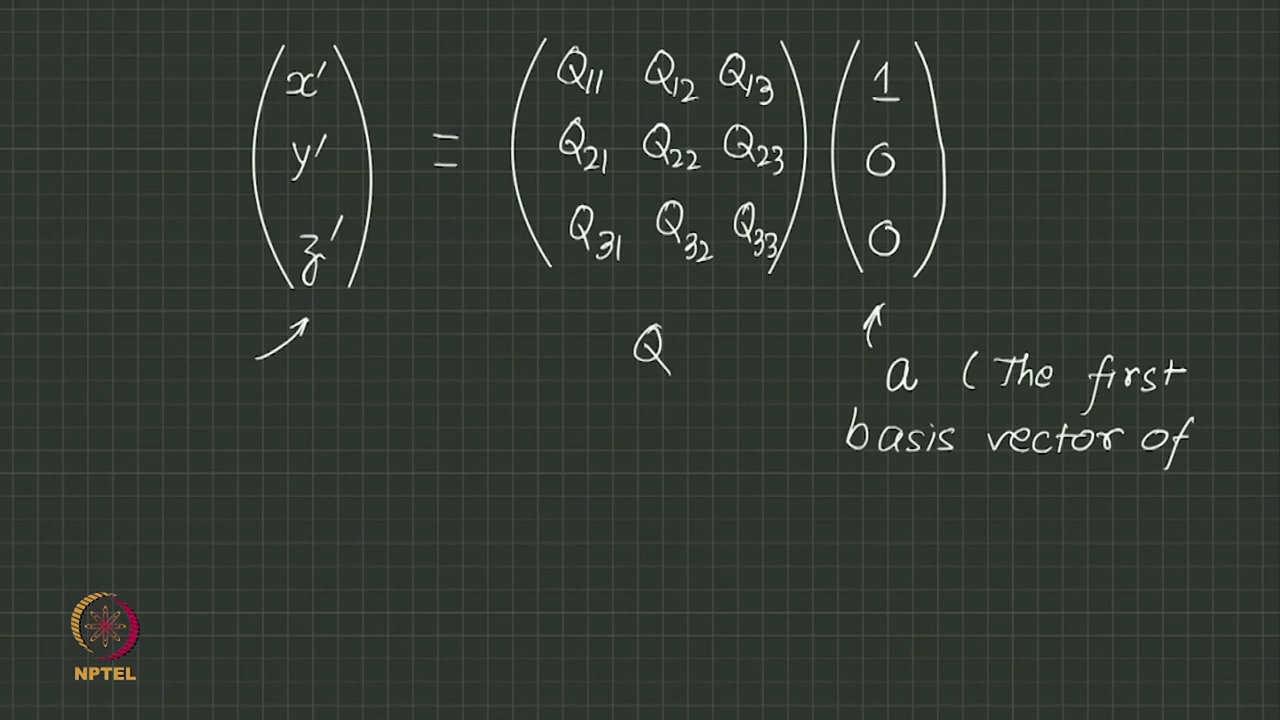 (x′ y′ z′) = (Q11 Q12 Q13
Q21 Q22 Q23
Q31 Q32 Q33) (1 0 0)
Q
a (The first
basis vector of
NPTEL